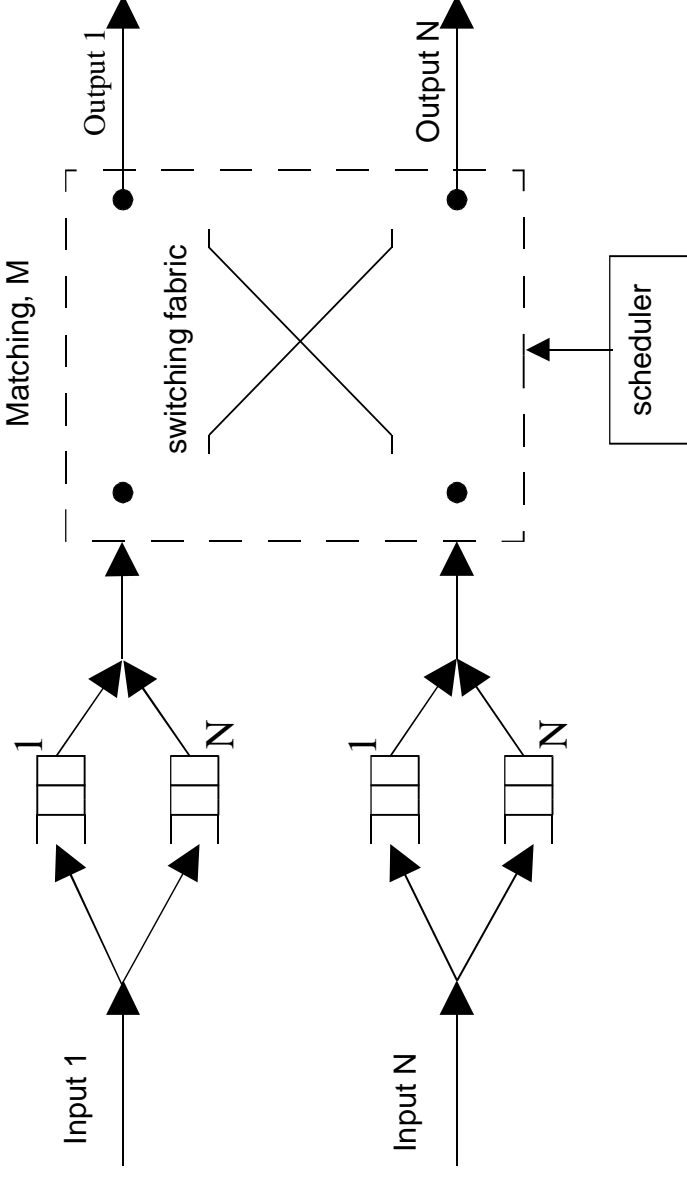 Matching, M
Input 1
1
N
switching fabric
Output 1
Input N
1
N
Output N
scheduler